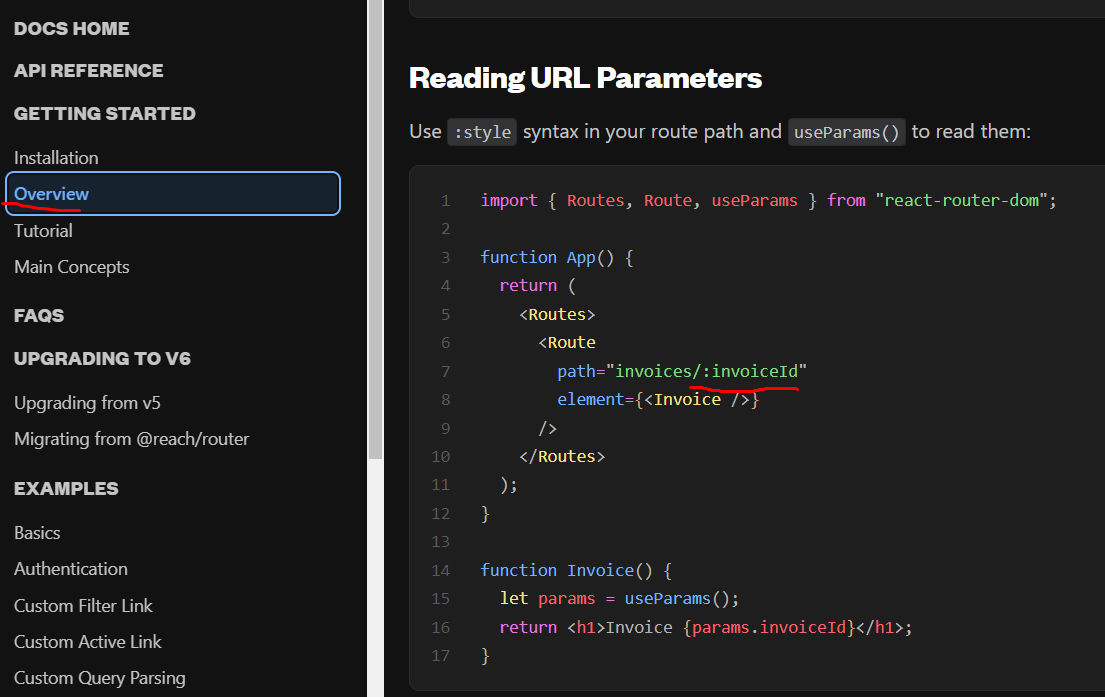 DOCS HOME
API REFERENCE
GETTING STARTED
Installation
Overview
Tutorial
Main Concepts
FAQS
UPGRADING TO V6
Upgrading from v5
Migrating from @reach/router
EXAMPLES
Basics
Authentication
Custom Filter Link
Custom Active Link
Custom Query Parsing
Reading URL Parameters
Use :style syntax in your route path and useParams() to read them:
1 import { Routes, Route, useParams } from "react-router-dom";
2
3 function App() {
4   return (
5     <Routes>
6       <Route
7         path="invoices/:invoiceId"
8         element={<Invoice />}
9       />
10     </Routes>
11   );
12 }
13
14 function Invoice() {
15   let params = useParams();
16   return <h1>Invoice {params.invoiceId}</h1>;
17 }